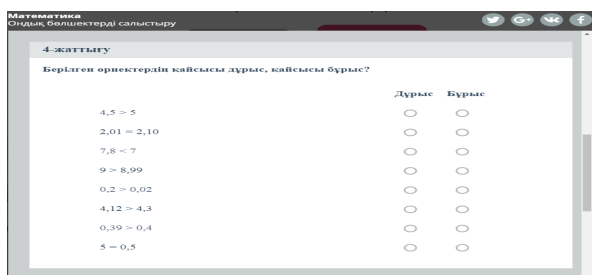 Математика
Ондық бөлшектерді салыстыру
4-жаттығу
Берілген өрнектердің қайсысы дұрыс, қайсысы бұрыс?
Дұрыс Бұрыс
4,5 > 5
2,01 = 2,10
7,8 < 7
9 > 8,99
0,2 > 0,02
4,12 > 4,3
0,39 > 0,4
5 = 0,5